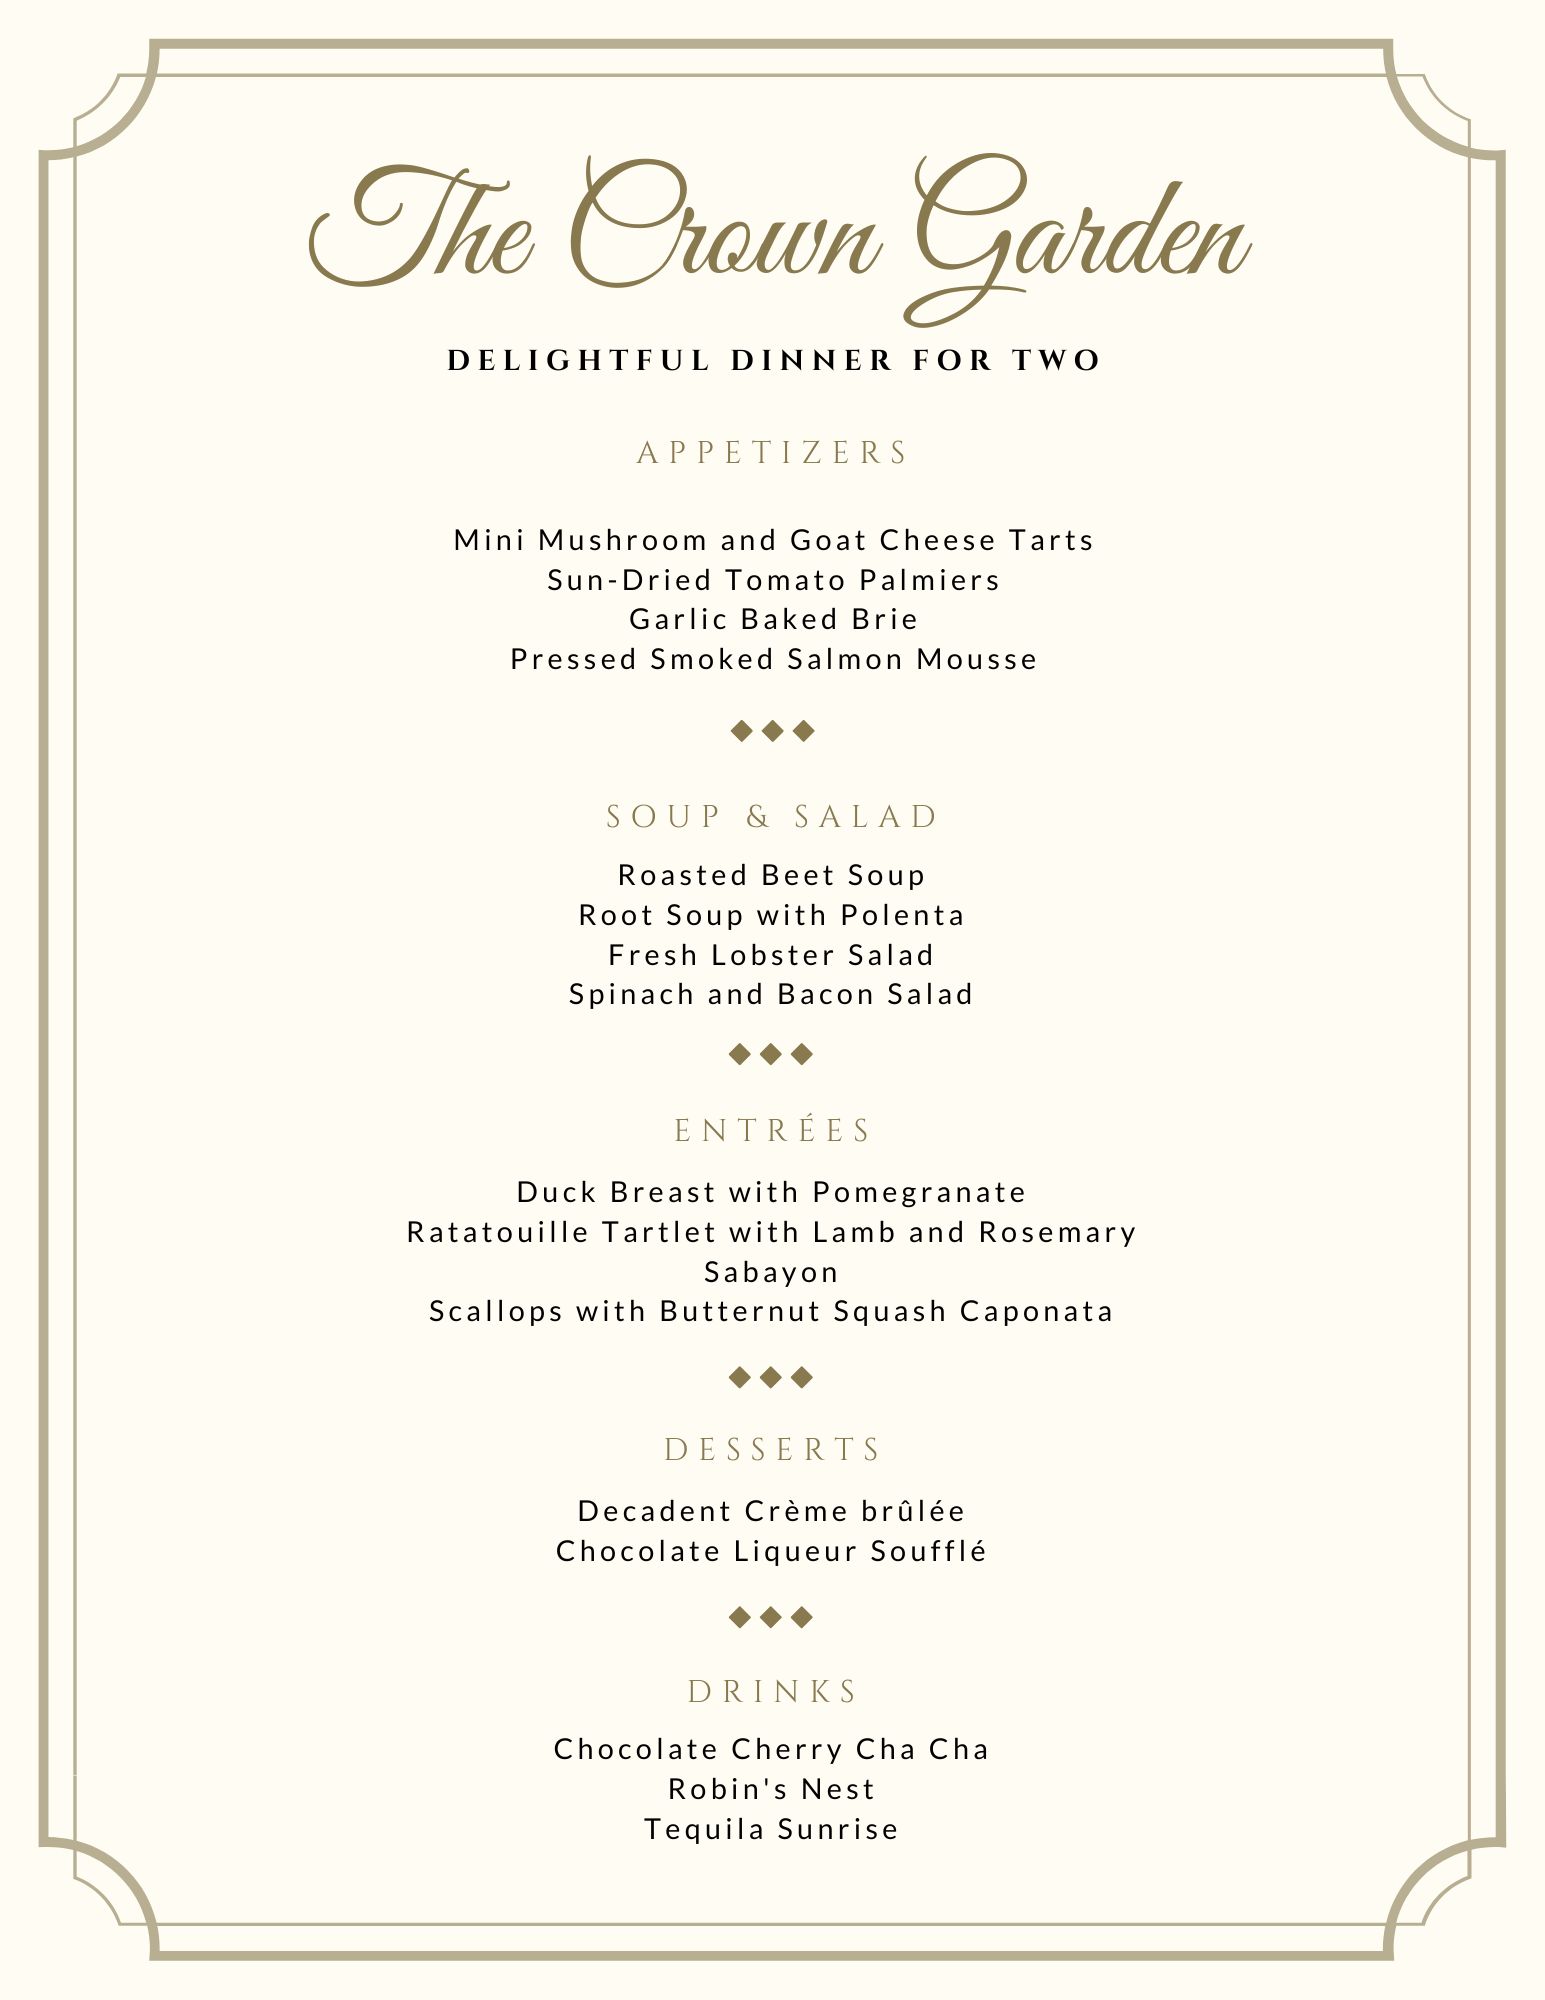 The Crown Garden
DELIGHTFUL DINNER FOR TWO
APPETIZERS
Mini Mushroom and Goat Cheese Tarts
Sun-Dried Tomato Palmiers
Garlic Baked Brie
Pressed Smoked Salmon Mousse
SOUP & SALAD
Roasted Beet Soup
Root Soup with Polenta
Fresh Lobster Salad
Spinach and Bacon Salad
ENTRÉES
Duck Breast with Pomegranate
Ratatouille Tartlet with Lamb and Rosemary
Sabayon
Scallops with Butternut Squash Caponata
DESSERTS
Decadent Crème brûlée
Chocolate Liqueur Soufflé
DRINKS
Chocolate Cherry Cha Cha
Robin's Nest
Tequila Sunrise